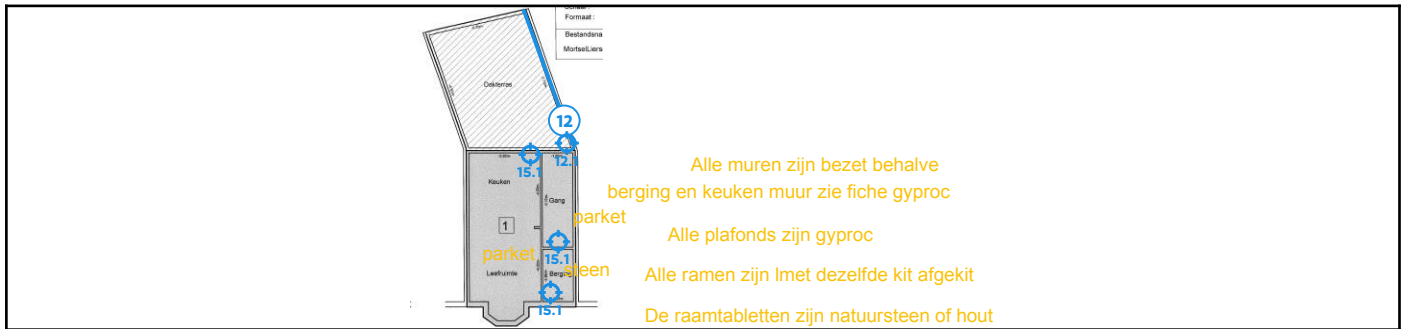 Formaat :
Bestandsna
MortselLiers
Dakterras
12
12.1
15.1
Keuken
Gang
1
parket
parket
15.1
steen
Leefruimte
Berging
15.1
Alle muren zijn bezet behalve
berging en keuken muur zie fiche gyproc
Alle plafonds zijn gyproc
Alle ramen zijn lmet dezelfde kit afgekit
De raamtabletten zijn natuursteen of hout